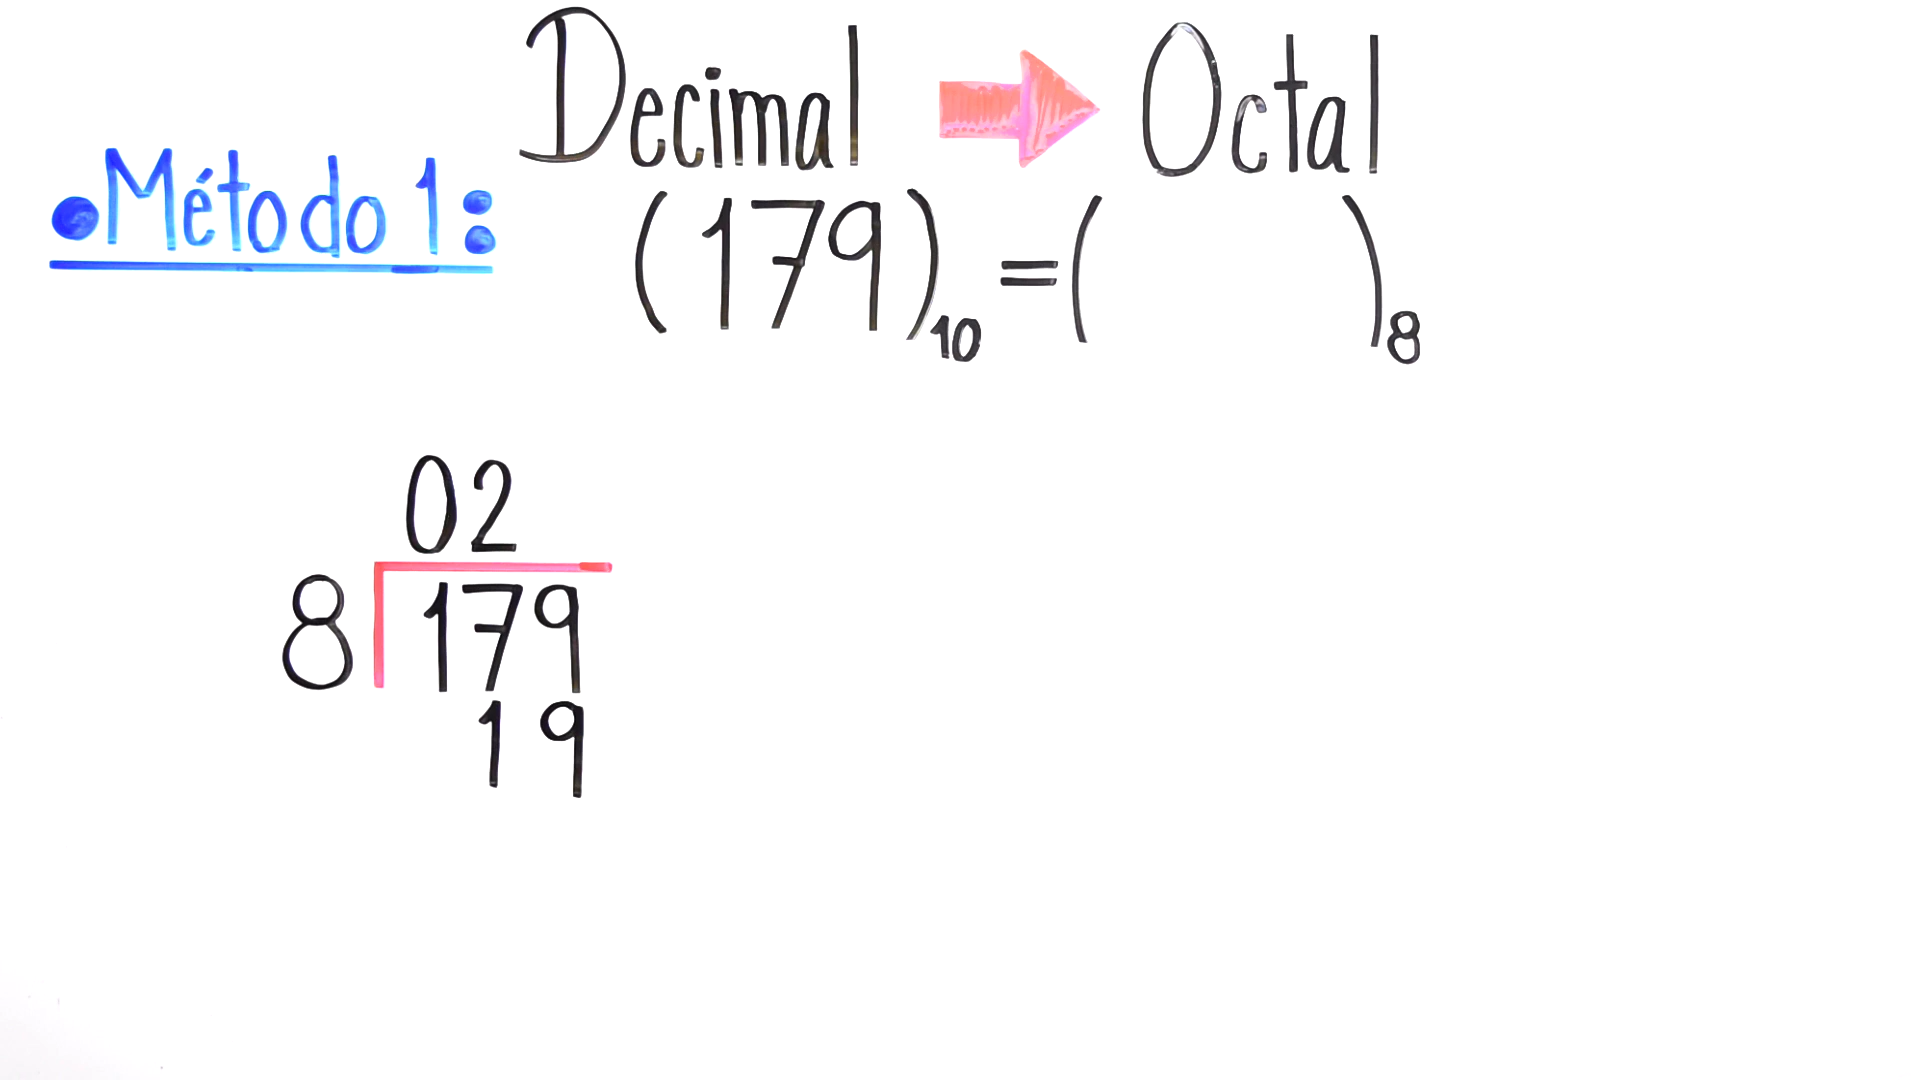 Decimal → Octal
• Método 1:
(179)₁₀ = ( )₈
02
8 179
19